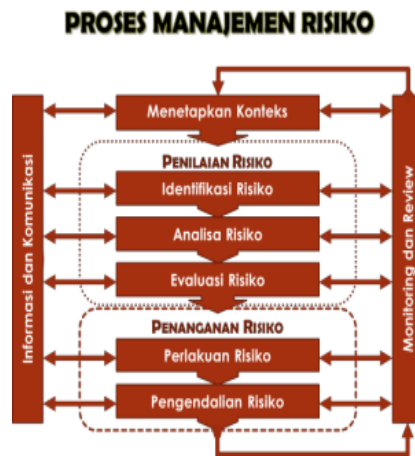 PROSES MANAJEMEN RISIKO
Menetapkan Konteks
PENILAIAN RISIKO
Identifikasi Risiko
Analisa Risiko
Evaluasi Risiko
PENANGANAN RISIKO
Perlakuan Risiko
Pengendalian Risiko
Informasi dan Komunikasi
Monitoring dan Review